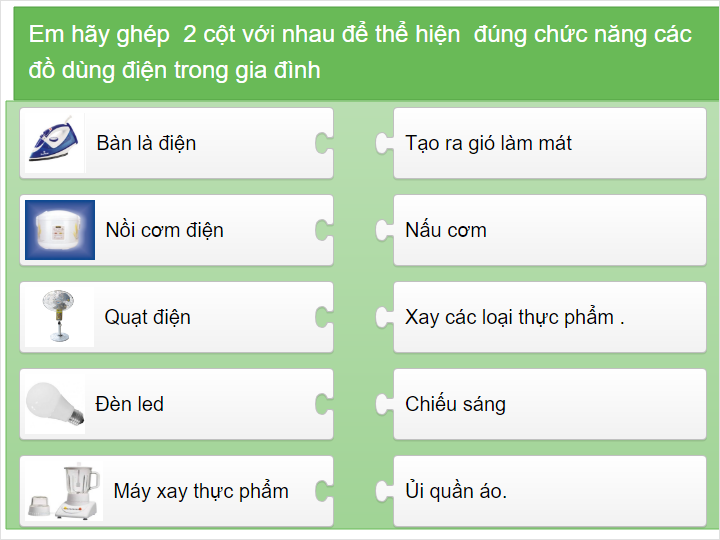 Em hãy ghép 2 cột với nhau để thể hiện đúng chức năng các
đồ dùng điện trong gia đình
Bàn là điện
Tạo ra gió làm mát
Nồi cơm điện
Nấu cơm
Quạt điện
Xay các loại thực phẩm .
Đèn led
Chiếu sáng
Máy xay thực phẩm
Ủi quần áo.